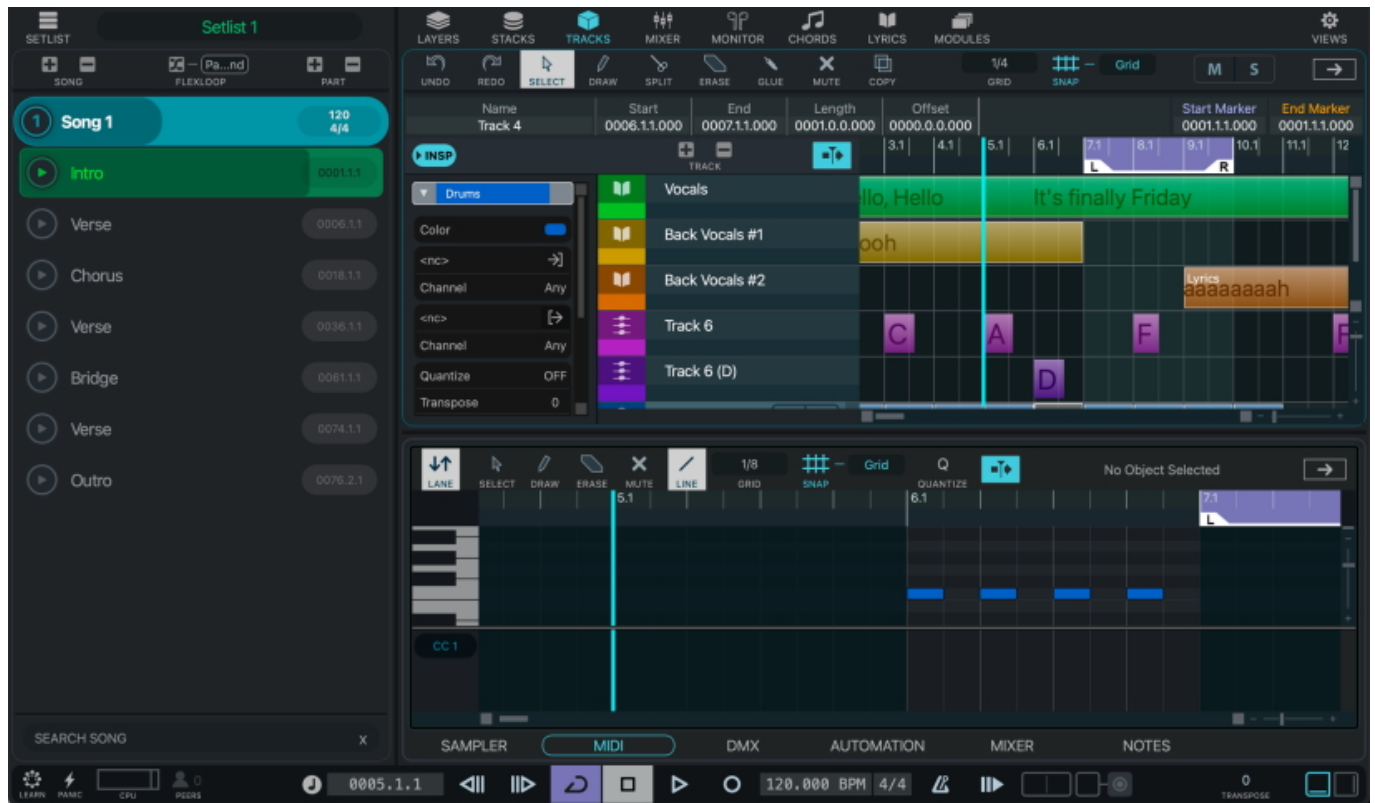 SETLIST
Setlist 1
SONG
Pa...nd
FLEXLOOP
PART
1 Song 1 120 4/4
Intro 0001.1.1
Verse 0006.1.1
Chorus 0018.1.1
Verse 0036.1.1
Bridge 0061.1.1
Verse 0074.1.1
Outro 0076.2.1
SEARCH SONG X
LAYERS STACKS TRACKS MIXER MONITOR CHORDS LYRICS MODULES VIEWS
UNDO REDO SELECT DRAW SPLIT ERASE GLUE MUTE COPY 1/4 GRID SNAP Grid M S
Name Start End Length Offset Start Marker End Marker
Track 4 0006.1.1.000 0007.1.1.000 0001.0.0.000 0000.0.0.000 0001.1.1.000 0001.1.1.000
INSP TRACK 3.1 4.1 5.1 6.1 7.1 8.1 9.1 10.1 11.1 12
L R
Drums
Color
<nc>
Channel Any
<nc>
Channel Any
Quantize OFF
Transpose 0
Vocals llo, Hello It's finally Friday
Back Vocals #1 ooh
Back Vocals #2 Lyrics aaaaaaaah
Track 6 C A F F
Track 6 (D) D
LANE SELECT DRAW ERASE MUTE LINE 1/8 GRID SNAP Grid Q QUANTIZE No Object Selected
5.1 6.1 7.1
L
CC 1
SAMPLER MIDI DMX AUTOMATION MIXER NOTES
LEARN PANIC CPU 0 PEERS 0005.1.1 120.000 BPM 4/4 0 TRANSPOSE